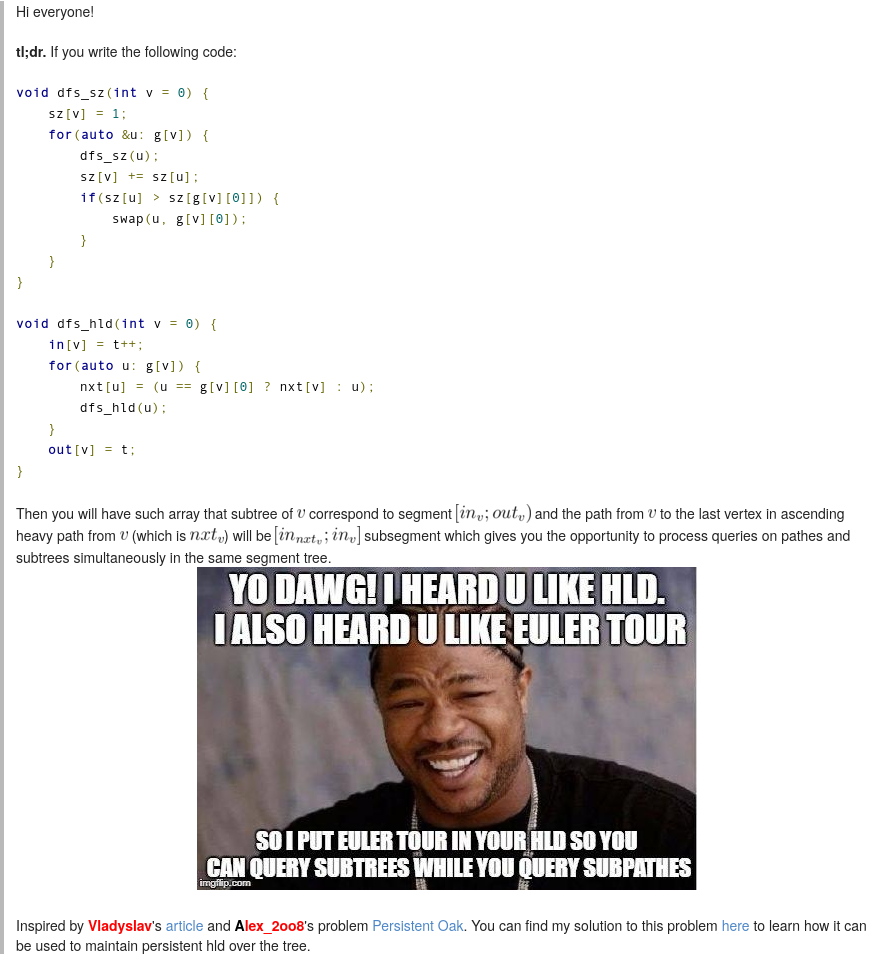 Hi everyone!
tl;dr. If you write the following code:
void dfs_sz(int v = 0) {
    sz[v] = 1;
    for(auto &u: g[v]) {
        dfs_sz(u);
        sz[v] += sz[u];
        if(sz[u] > sz[g[v][0]]) {
            swap(u, g[v][0]);
        }
    }
}
void dfs_hld(int v = 0) {
    in[v] = t++;
    for(auto u: g[v]) {
        nxt[u] = (u == g[v][0] ? nxt[v] : u);
        dfs_hld(u);
    }
    out[v] = t;
}
Then you will have such array that subtree of v correspond to segment [in_v; out_v) and the path from v to the last vertex in ascending
heavy path from v (which is nxt_v) will be [in_{nxt_v}; in_v] subsegment which gives you the opportunity to process queries on pathes and
subtrees simultaneously in the same segment tree.
YO DAWG! I HEARD U LIKE HLD.
I ALSO HEARD U LIKE EULER TOUR
SO I PUT EULER TOUR IN YOUR HLD SO YOU
CAN QUERY SUBTREES WHILE YOU QUERY SUBPATHES
imgflip.com
Inspired by Vladyslav's article and Alex_2oo8's problem Persistent Oak. You can find my solution to this problem here to learn how it can
be used to maintain persistent hld over the tree.